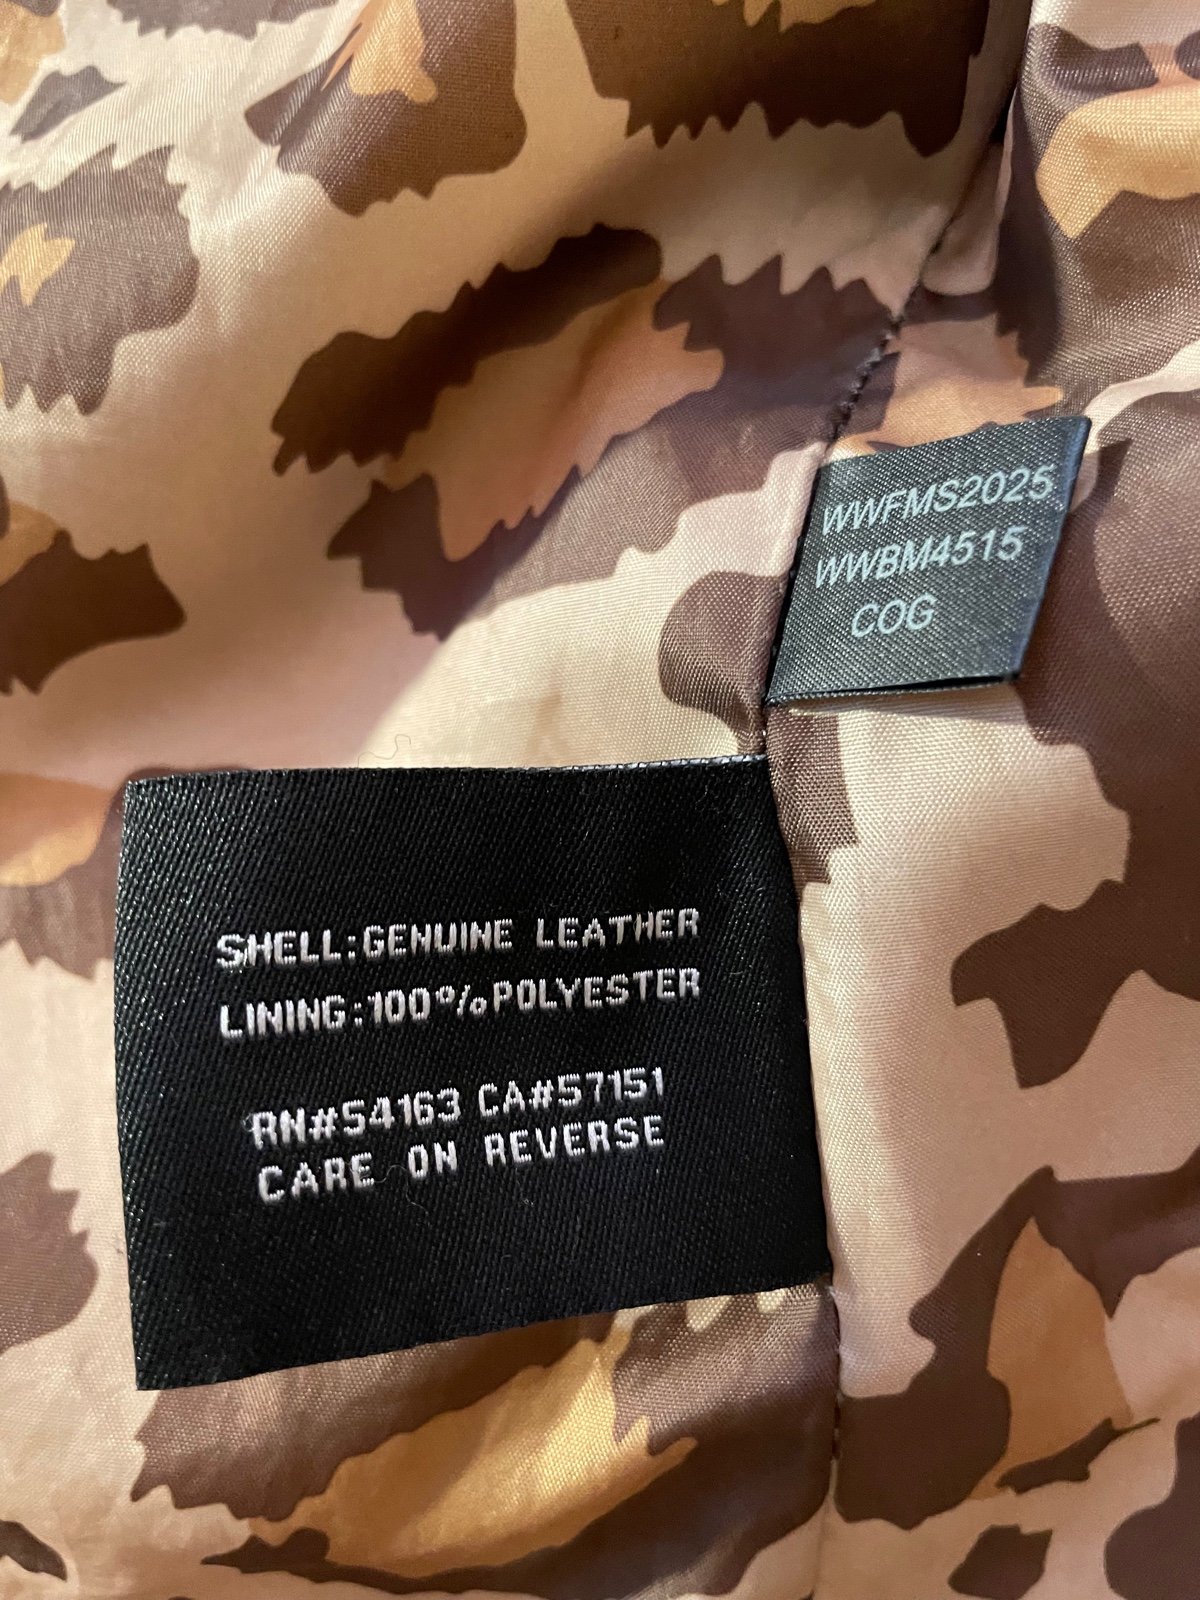 WWFMS2025
WWBM4515
COG
SHELL:GENUINE LEATHER
LINING:100%POLYESTER
RN#54163 CA#57151
CARE ON REVERSE